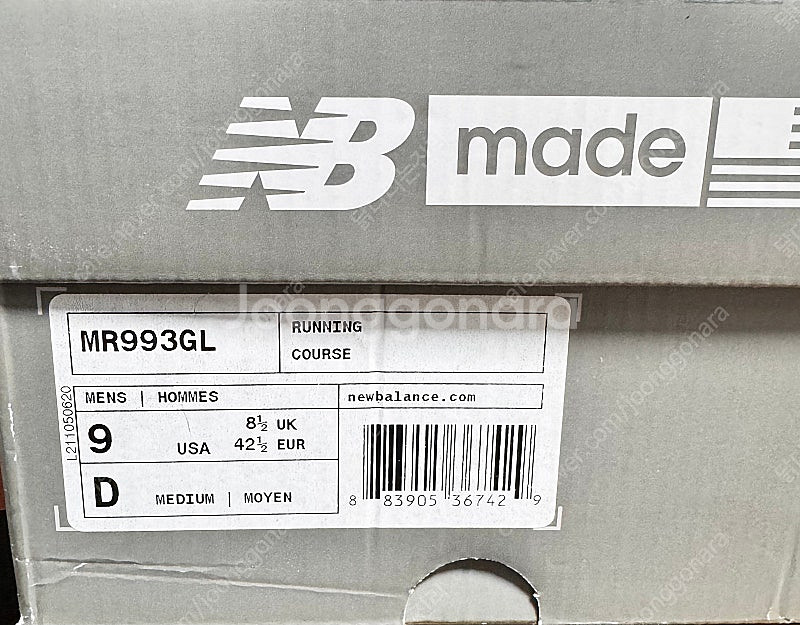 NB made
Joonggonara
MR993GL
RUNNING
COURSE
MENS | HOMMES
newbalance.com
L211050620
9
USA
8½ UK
42½ EUR
D
MEDIUM | MOYEN
8 83905 36742 9